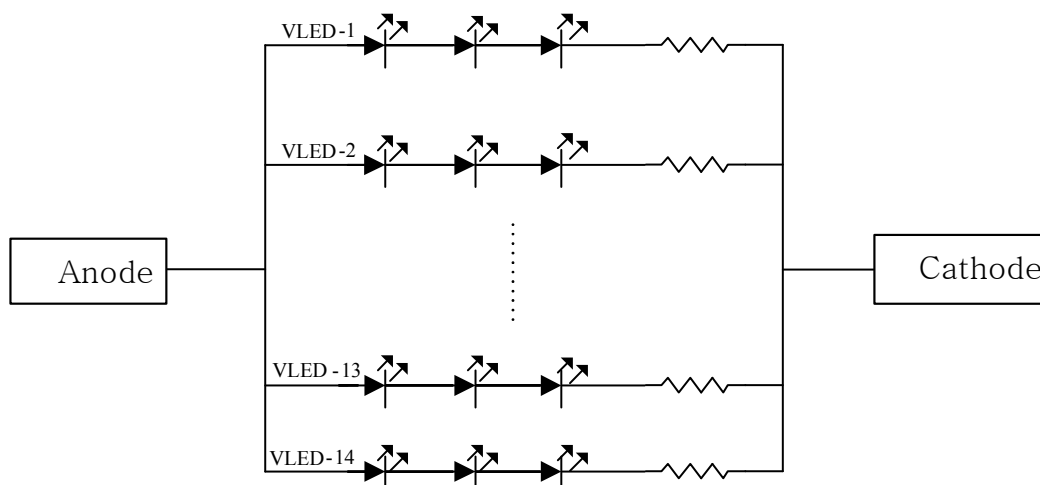 VLED-1
VLED-2
Anode
Cathode
VLED-13
VLED-14